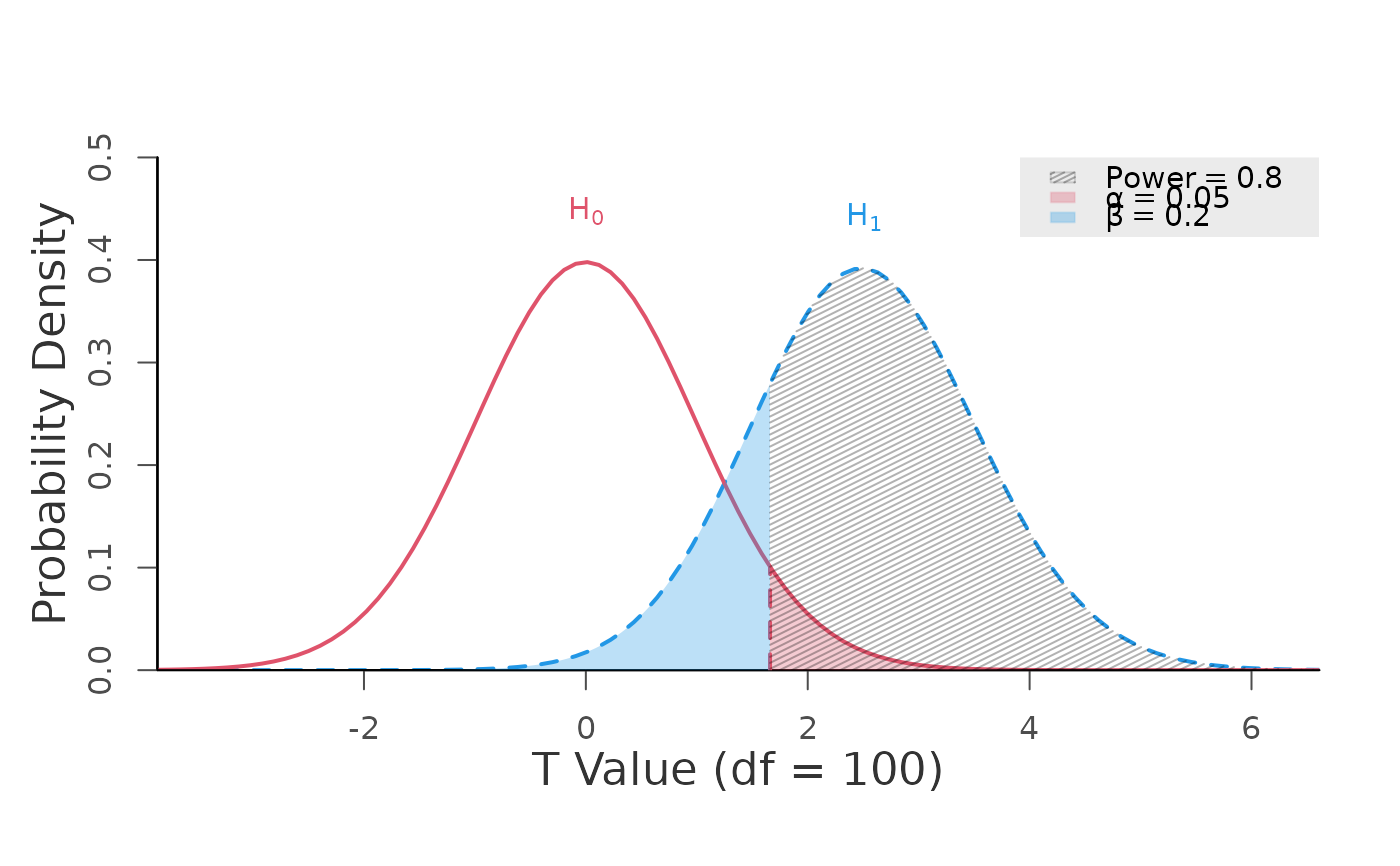 Power = 0.8
α = 0.05
β = 0.2
H₀
H₁
Probability Density
0.5
0.4
0.3
0.2
0.1
0.0
-2 0 2 4 6
T Value (df = 100)